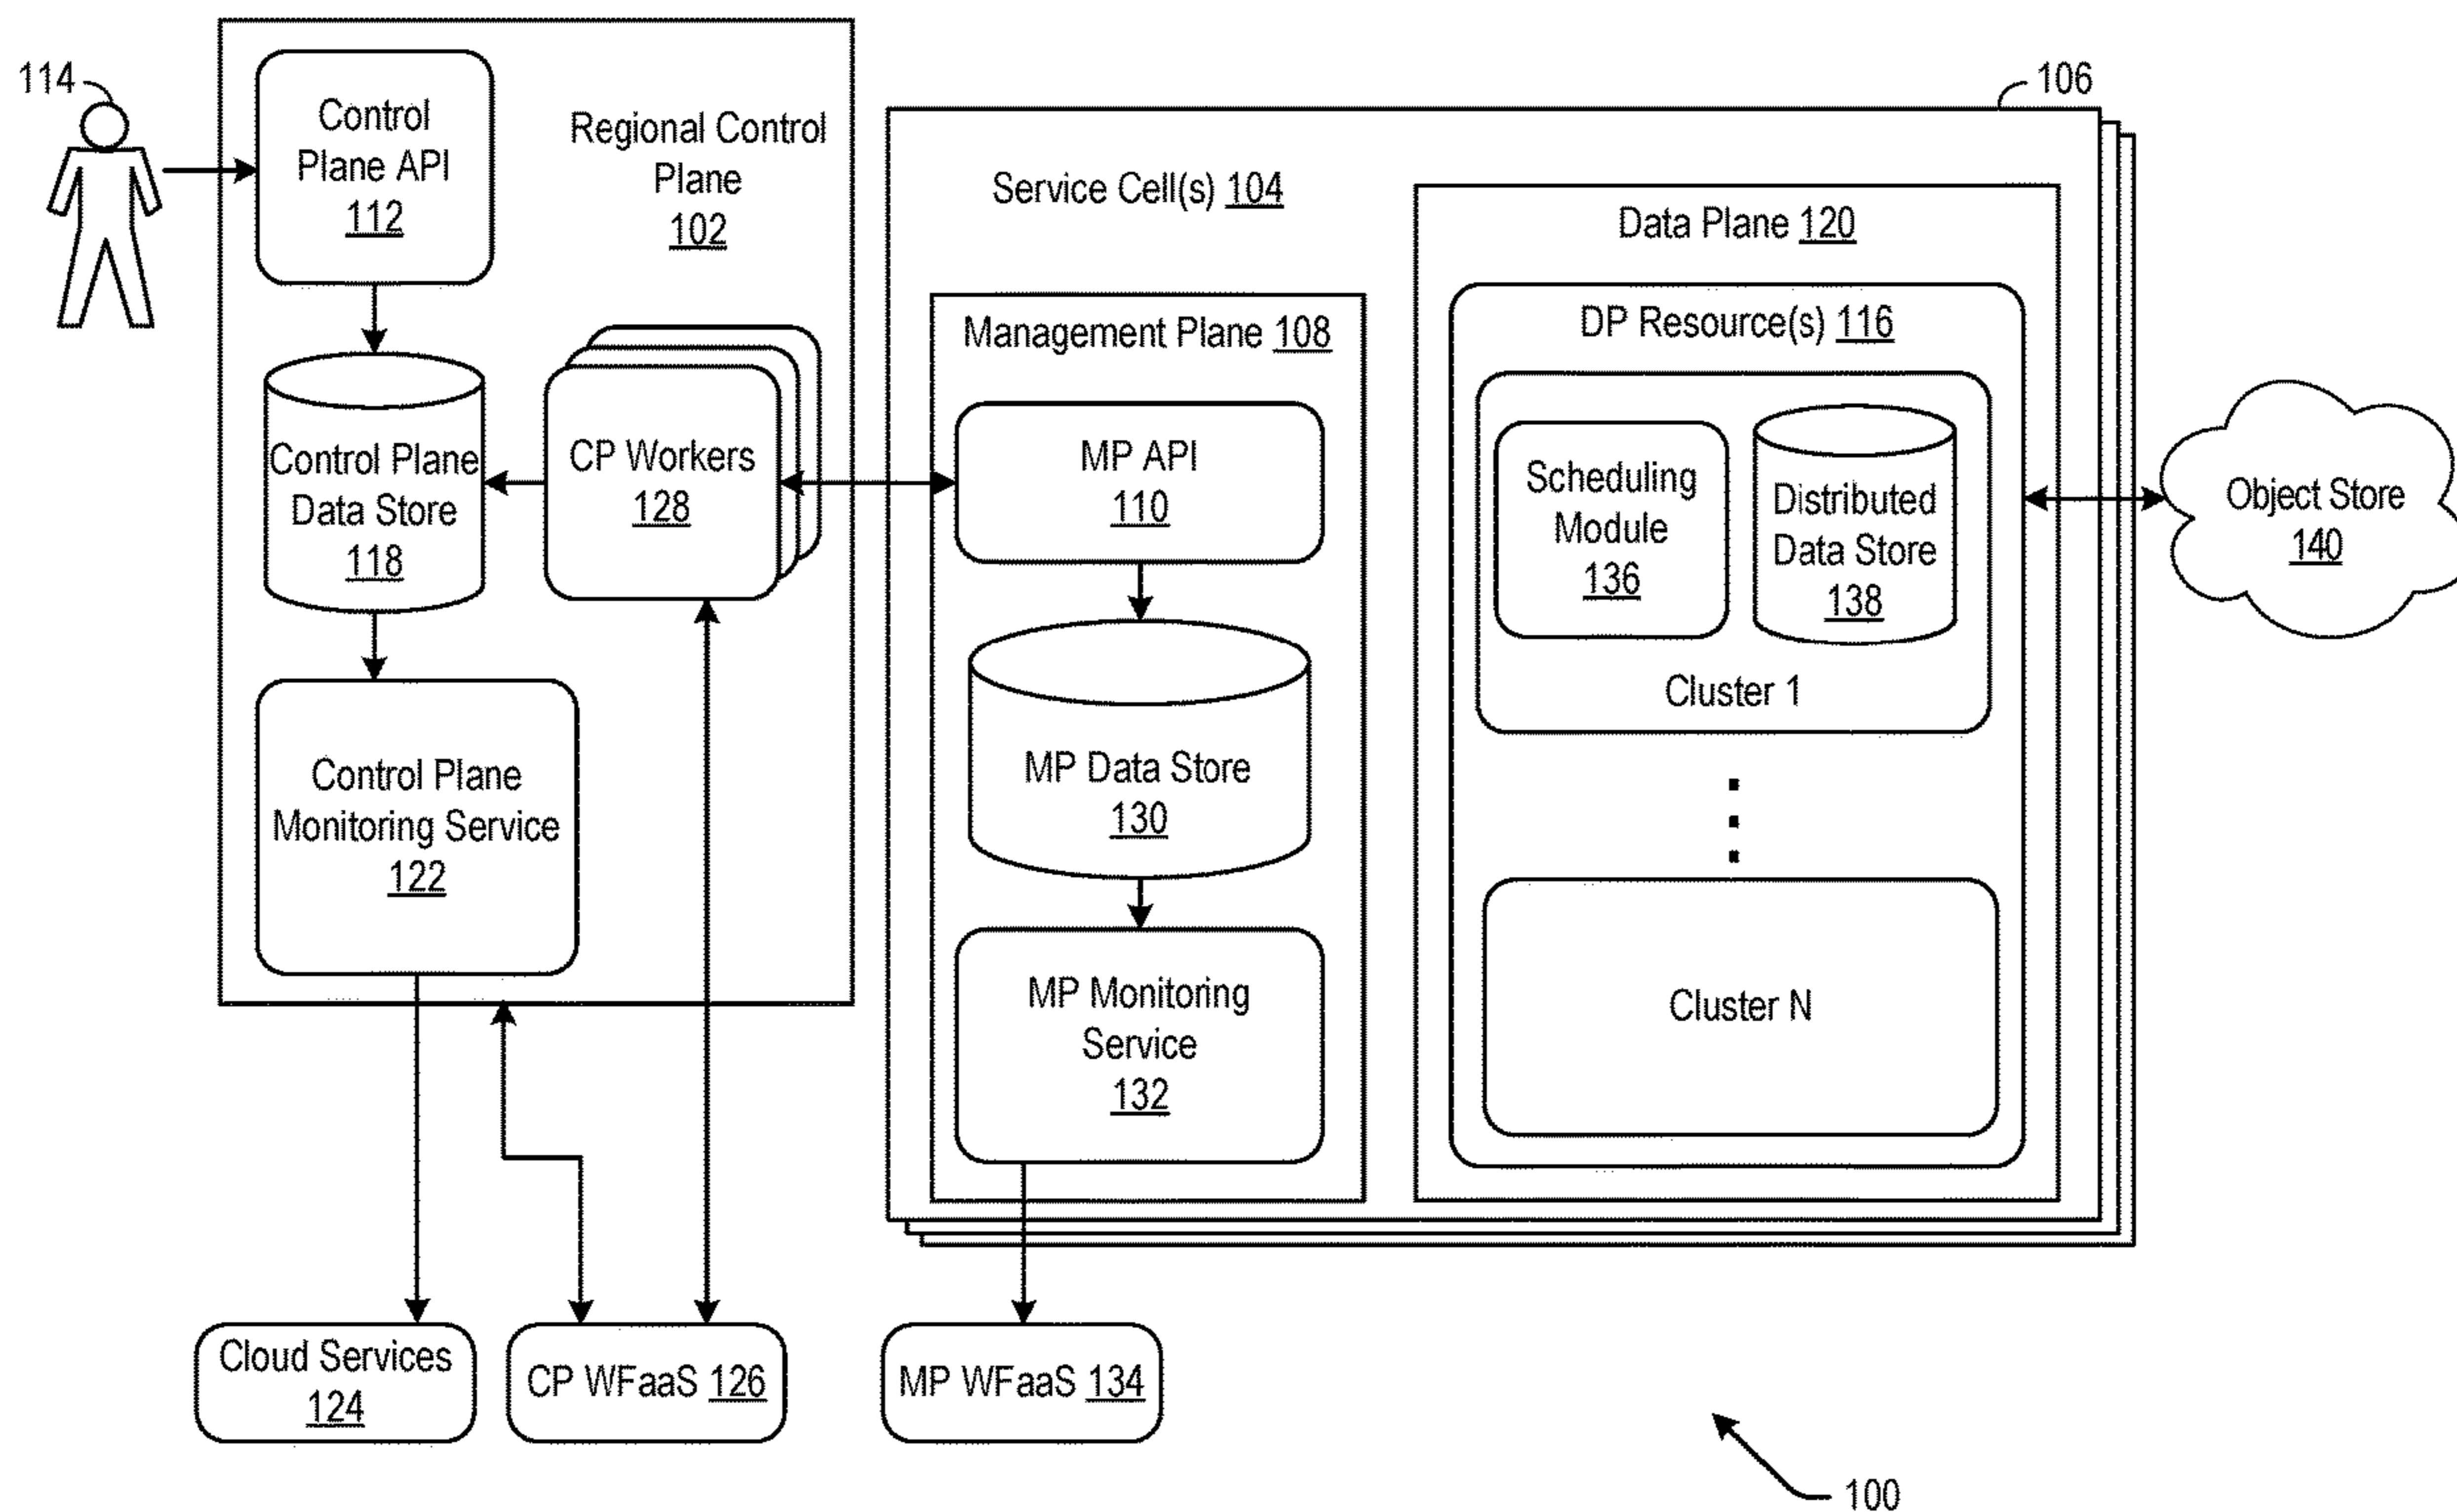 114
Control
Plane API
112
Regional Control
Plane
102
Control Plane
Data Store
118
CP Workers
128
Control Plane
Monitoring Service
122
106
Service Cell(s) 104
Management Plane 108
MP API
110
MP Data Store
130
MP Monitoring
Service
132
Data Plane 120
DP Resource(s) 116
Scheduling
Module
136
Distributed
Data Store
138
Cluster 1
Cluster N
Object Store
140
Cloud Services
124
CP WFaaS 126
MP WFaaS 134
100